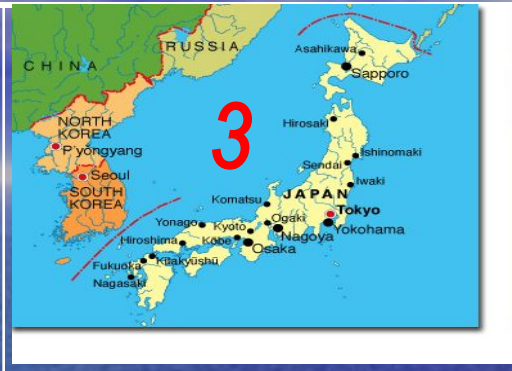 RUSSIA
Asahikawa
CHINA
Sapporo
3
NORTH
KOREA
Hirosaki
P'yongyang
Ishinomaki
Sendai
Seoul
Iwaki
SOUTH
KOREA
Komatsu
JAPAN
Tokyo
Yonago
Ogaki
Kyoto
Yokohama
Hiroshima
Kobe
Nagoya
Osaka
Fukuoka
Kitakyūshū
Nagasaki